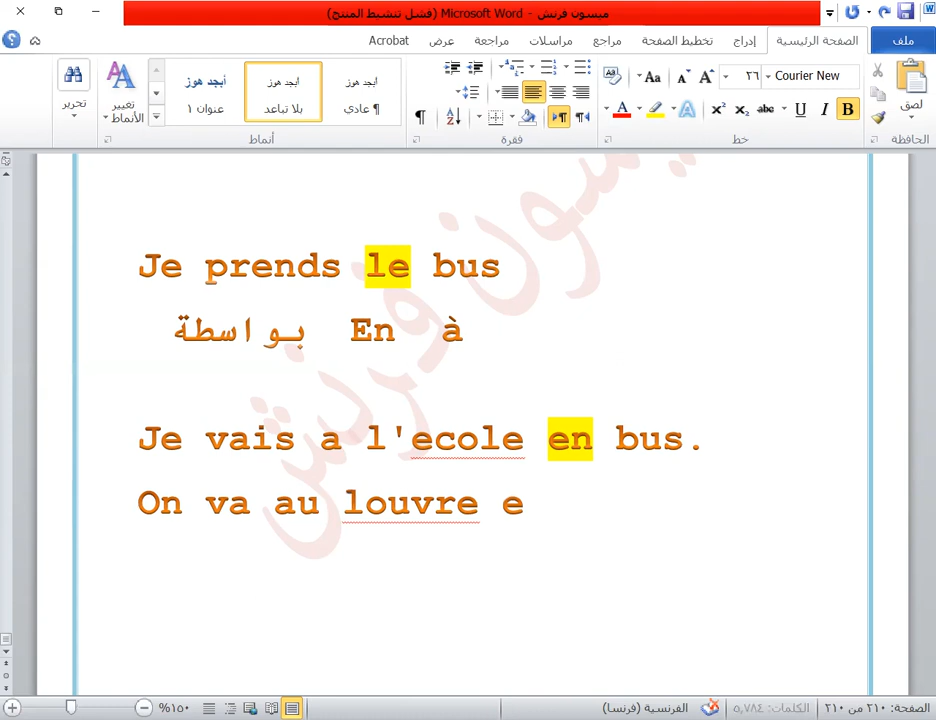 ميسون فرنش - Microsoft Word (فشل تنشيط المنتج)
ملف الصفحة الرئيسية إدراج تخطيط الصفحة مراجع مراسلات مراجعة عرض Acrobat
لصق
Courier New ٢٦
أبجد هوز أبجد هوز أبجد هوز
¶ عادي بلا تباعد عنوان ١
تغيير الأنماط
تحرير
الحافظة خط فقرة أنماط
ميسون فرنش
Je prends le bus
بواسطة En à
Je vais a l'ecole en bus.
On va au louvre e
الصفحة: ٢١٠ من ٢١٠ الكلمات: ٥,٧٨٤ الفرنسية (فرنسا) ١٥٠%